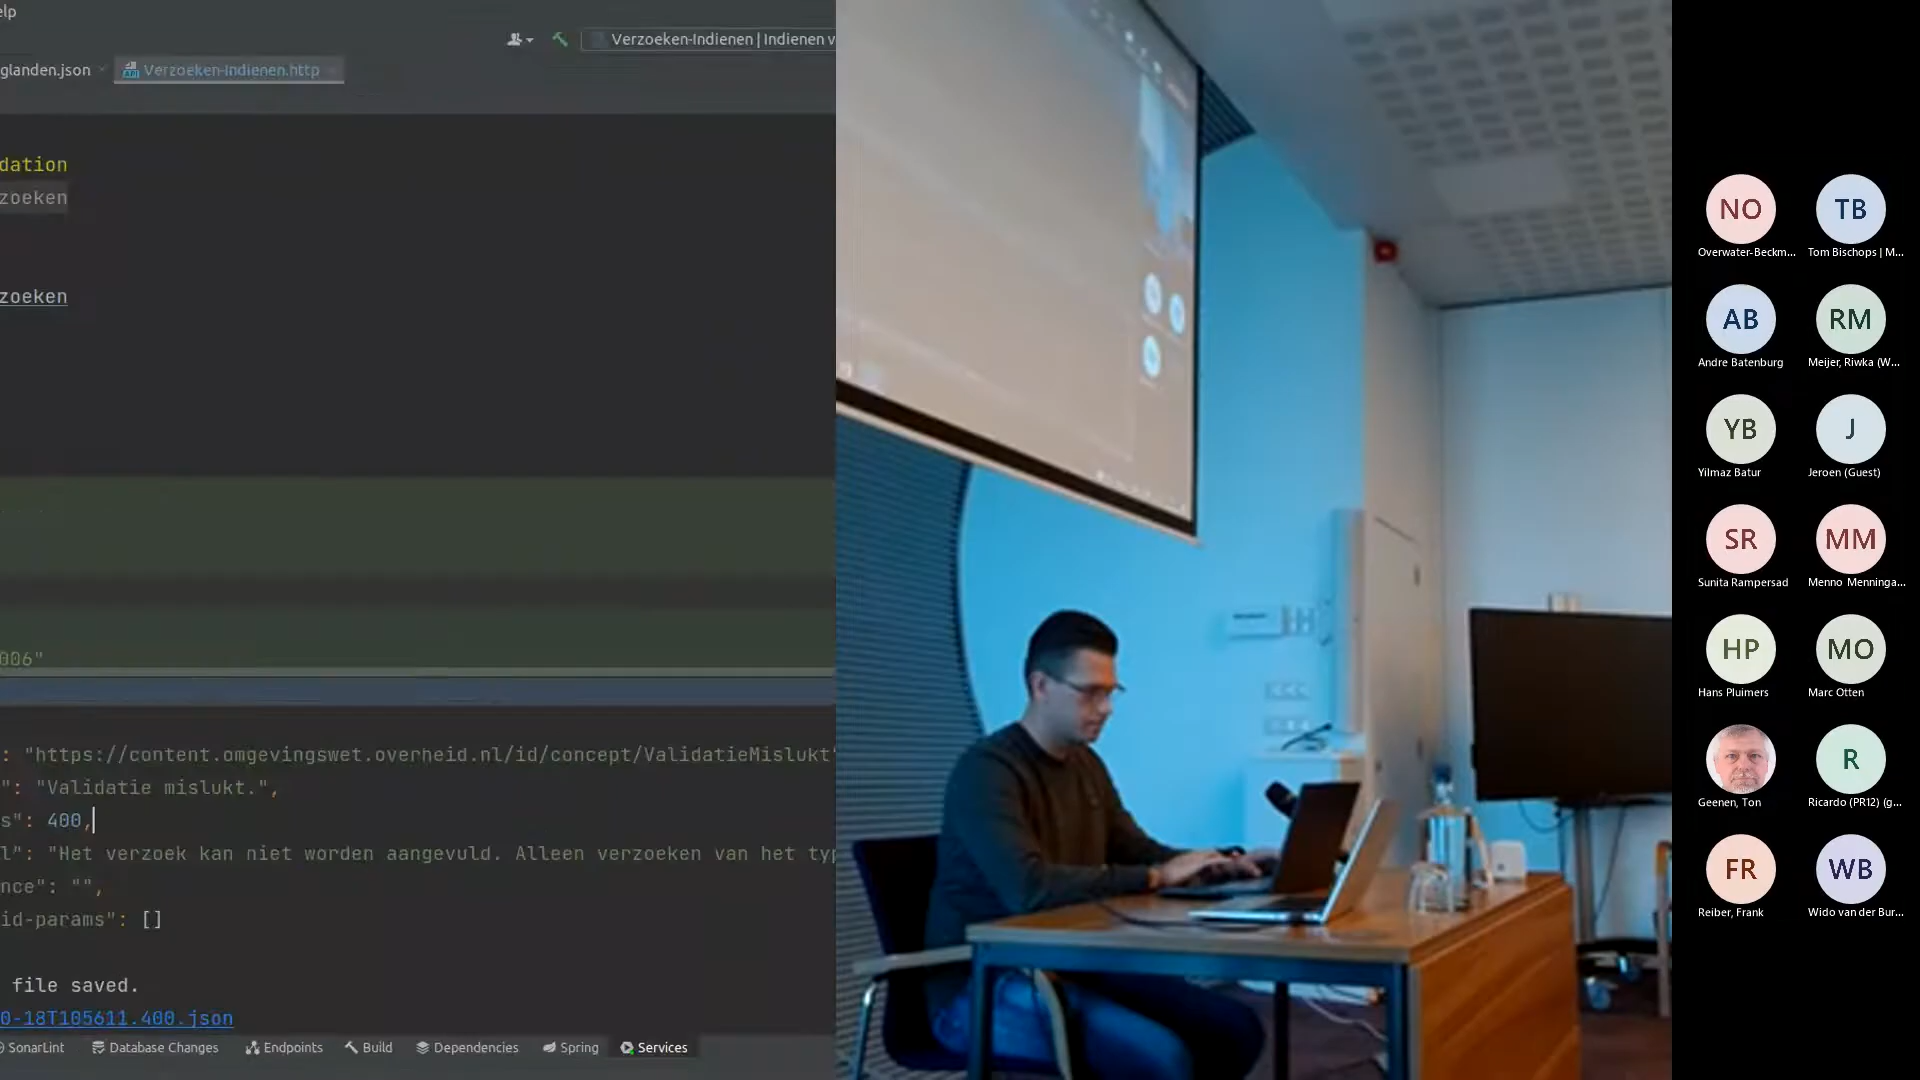 elp
Verzoeken-Indienen | Indienen v
glanden.json
Verzoeken-Indienen.http
dation
zoeken
zoeken
006"
: "https://content.omgevingswet.overheid.nl/id/concept/ValidatieMislukt"
": "Validatie mislukt.",
s": 400,
l": "Het verzoek kan niet worden aangevuld. Alleen verzoeken van het typ
nce": "",
id-params": []
file saved.
0-18T105611.400.json
SonarLint Database Changes Endpoints Build Dependencies Spring Services
NO TB
Overwater-Beckm... Tom Bischops | M...
AB RM
Andre Batenburg Meijer, Riwka (W...
YB J
Yilmaz Batur Jeroen (Guest)
SR MM
Sunita Rampersad Menno Menninga...
HP MO
Hans Pluimers Marc Otten
R
Geenen, Ton Ricardo (PR12) (g...
FR WB
Reiber, Frank Wido van der Bur...